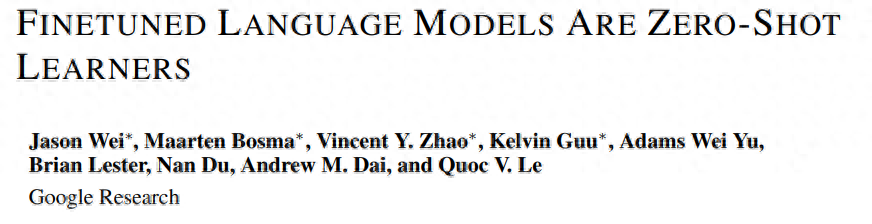 FINETUNED LANGUAGE MODELS ARE ZERO-SHOT
LEARNERS
Jason Wei*, Maarten Bosma*, Vincent Y. Zhao*, Kelvin Guu*, Adams Wei Yu,
Brian Lester, Nan Du, Andrew M. Dai, and Quoc V. Le
Google Research